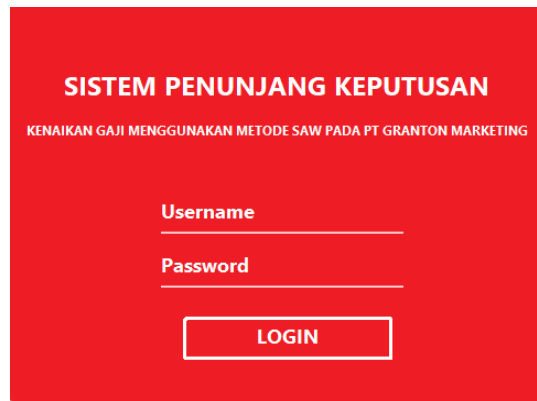 SISTEM PENUNJANG KEPUTUSAN
KENAIKAN GAJI MENGGUNAKAN METODE SAW PADA PT GRANTON MARKETING
Username
Password
LOGIN